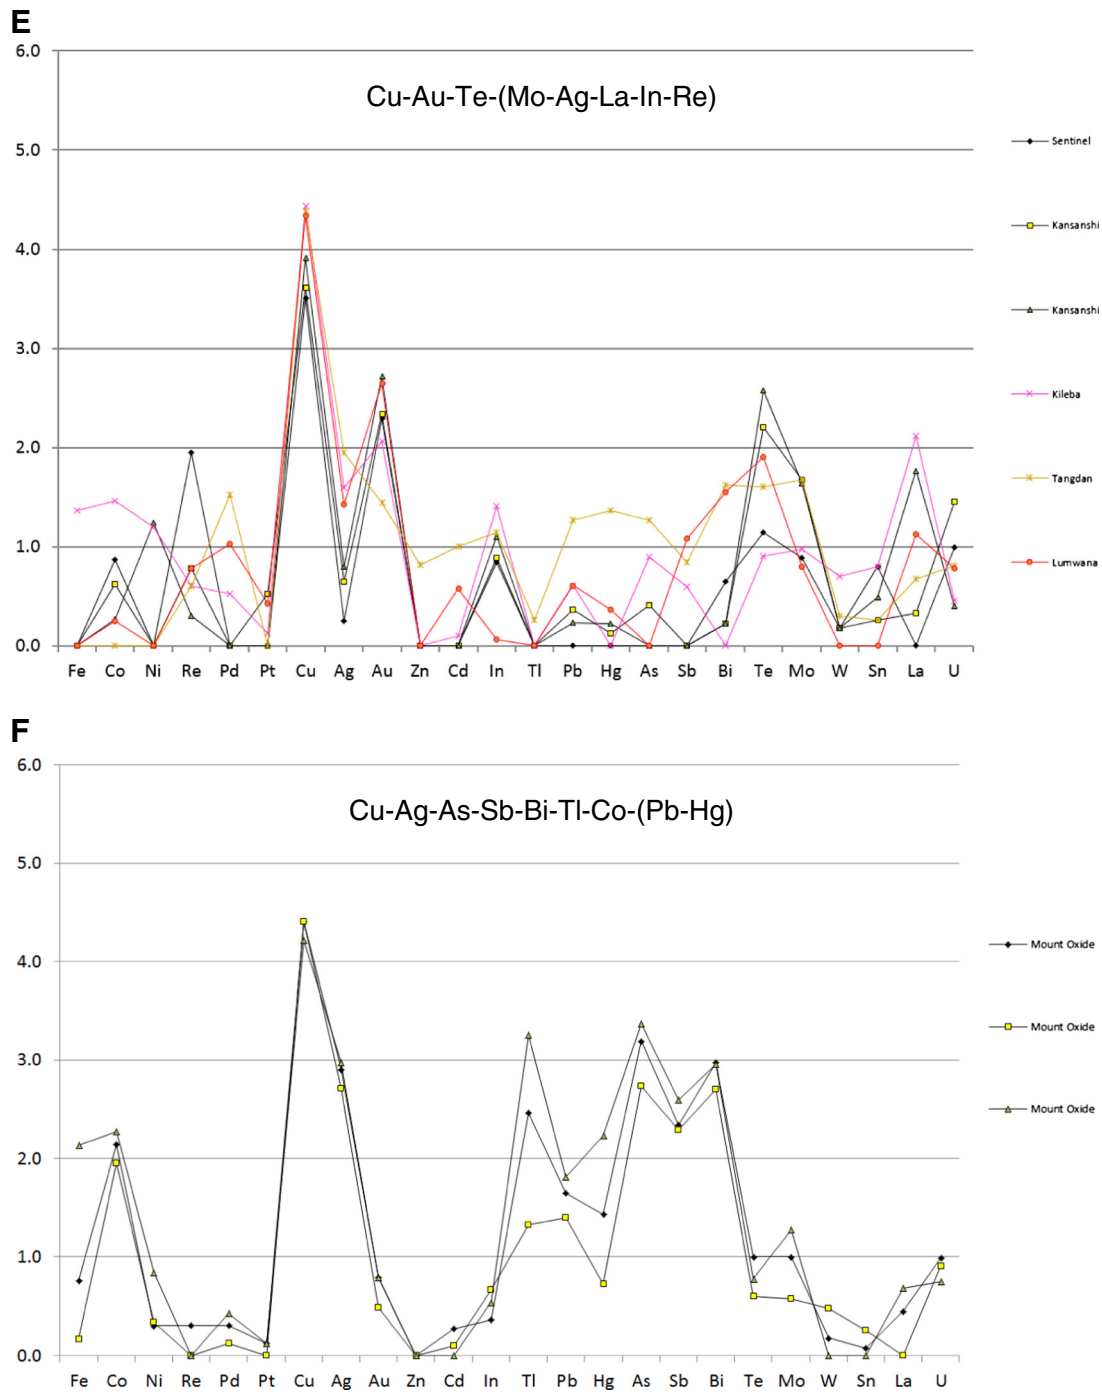 E
6.0
Cu-Au-Te-(Mo-Ag-La-In-Re)
5.0
Sentinel
Kansanshi
4.0
Kansanshi
3.0
Kileba
2.0
Tangdan
1.0
Lumwana
0.0
Fe Co Ni Re Pd Pt Cu Ag Au Zn Cd In Tl Pb Hg As Sb Bi Te Mo W Sn La U
F
6.0
Cu-Ag-As-Sb-Bi-Tl-Co-(Pb-Hg)
5.0
Mount Oxide
4.0
Mount Oxide
3.0
Mount Oxide
2.0
1.0
0.0
Fe Co Ni Re Pd Pt Cu Ag Au Zn Cd In Tl Pb Hg As Sb Bi Te Mo W Sn La U